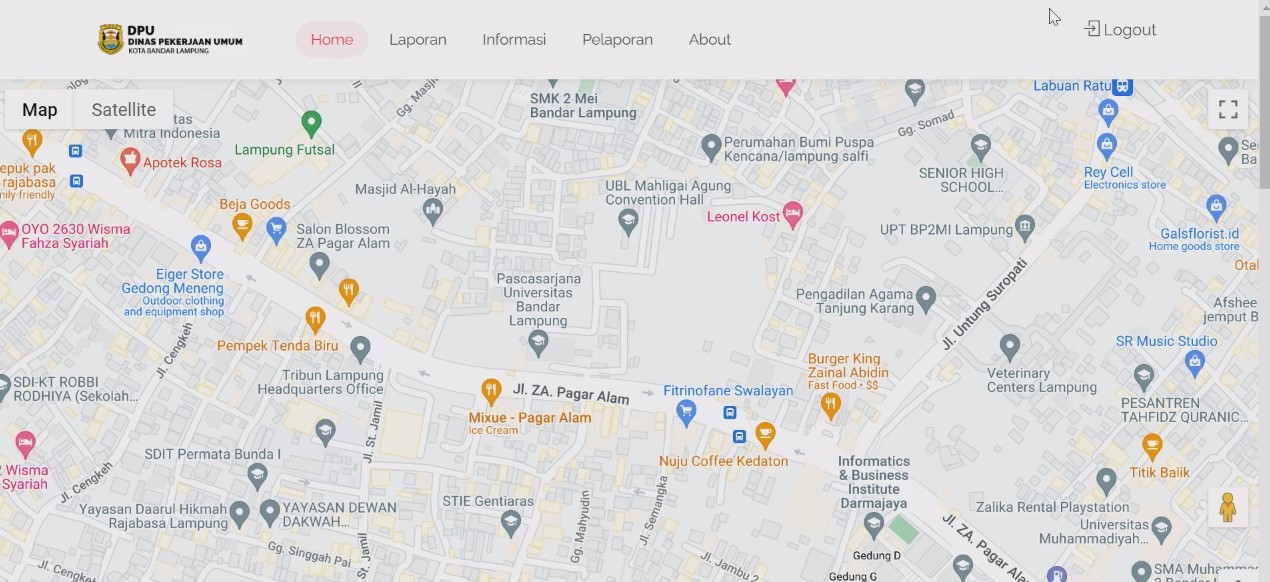 DPU
DINAS PEKERJAAN UMUM
KOTA BANDAR LAMPUNG
Home
Laporan
Informasi
Pelaporan
About
Logout
Map
Satellite
Mitra Indonesia
Apotek Rosa
Lampung Futsal
Gg. Masji
SMK 2 Mei
Bandar Lampung
Labuan Ratu
Gg. Somad
Perumahan Bumi Puspa
Kencana/lampung salfi
SENIOR HIGH
SCHOOL...
Rey Cell
Electronics store
Se
Ba
epuk pak
rajabasa
mily-friendly
Masjid Al-Hayah
UBL Mahligai Agung
Convention Hall
Leonel Kost
UPT BP2MI Lampung
Galsflorist.id
Home goods store
Beja Goods
OYO 2630 Wisma
Fahza Syariah
Salon Blossom
ZA Pagar Alam
Otal
Eiger Store
Gedong Meneng
Outdoor clothing
and equipment shop
Pascasarjana
Universitas
Bandar
Lampung
Pengadilan Agama
Tanjung Karang
Jl. Untung Suropati
Afshee
jemput B
Pempek Tenda Biru
Jl. Cengkeh
SR Music Studio
Tribun Lampung
Headquarters Office
Burger King
Zainal Abidin
Fast Food • $$
Veterinary
Centers Lampung
SDI-KT ROBBI
RODHIYA (Sekolah...
Jl. ZA. Pagar Alam
Fitrinofane Swalayan
PESANTREN
TAHFIDZ QURANIC...
Mixue - Pagar Alam
Ice Cream
Jl. St. Jamil
SDIT Permata Bunda I
Nuju Coffee Kedaton
Informatics
& Business
Institute
Darmajaya
Titik Balik
Wisma
Syariah
Jl. Cengkeh
Yayasan Daarul Hikmah
Rajabasa Lampung
YAYASAN DEWAN
DAKWAH...
STIE Gentiaras
Gg. Mahyudin
Jl. Semangka
Zalika Rental Playstation
Universitas
Muhammadiyah...
Jl. ZA. Pagar Ala
Gg. Singgah Pai
Jl. St. Jamil
Jl. Jambu 2
Gedung D
Gedung G
SMA Muhammar